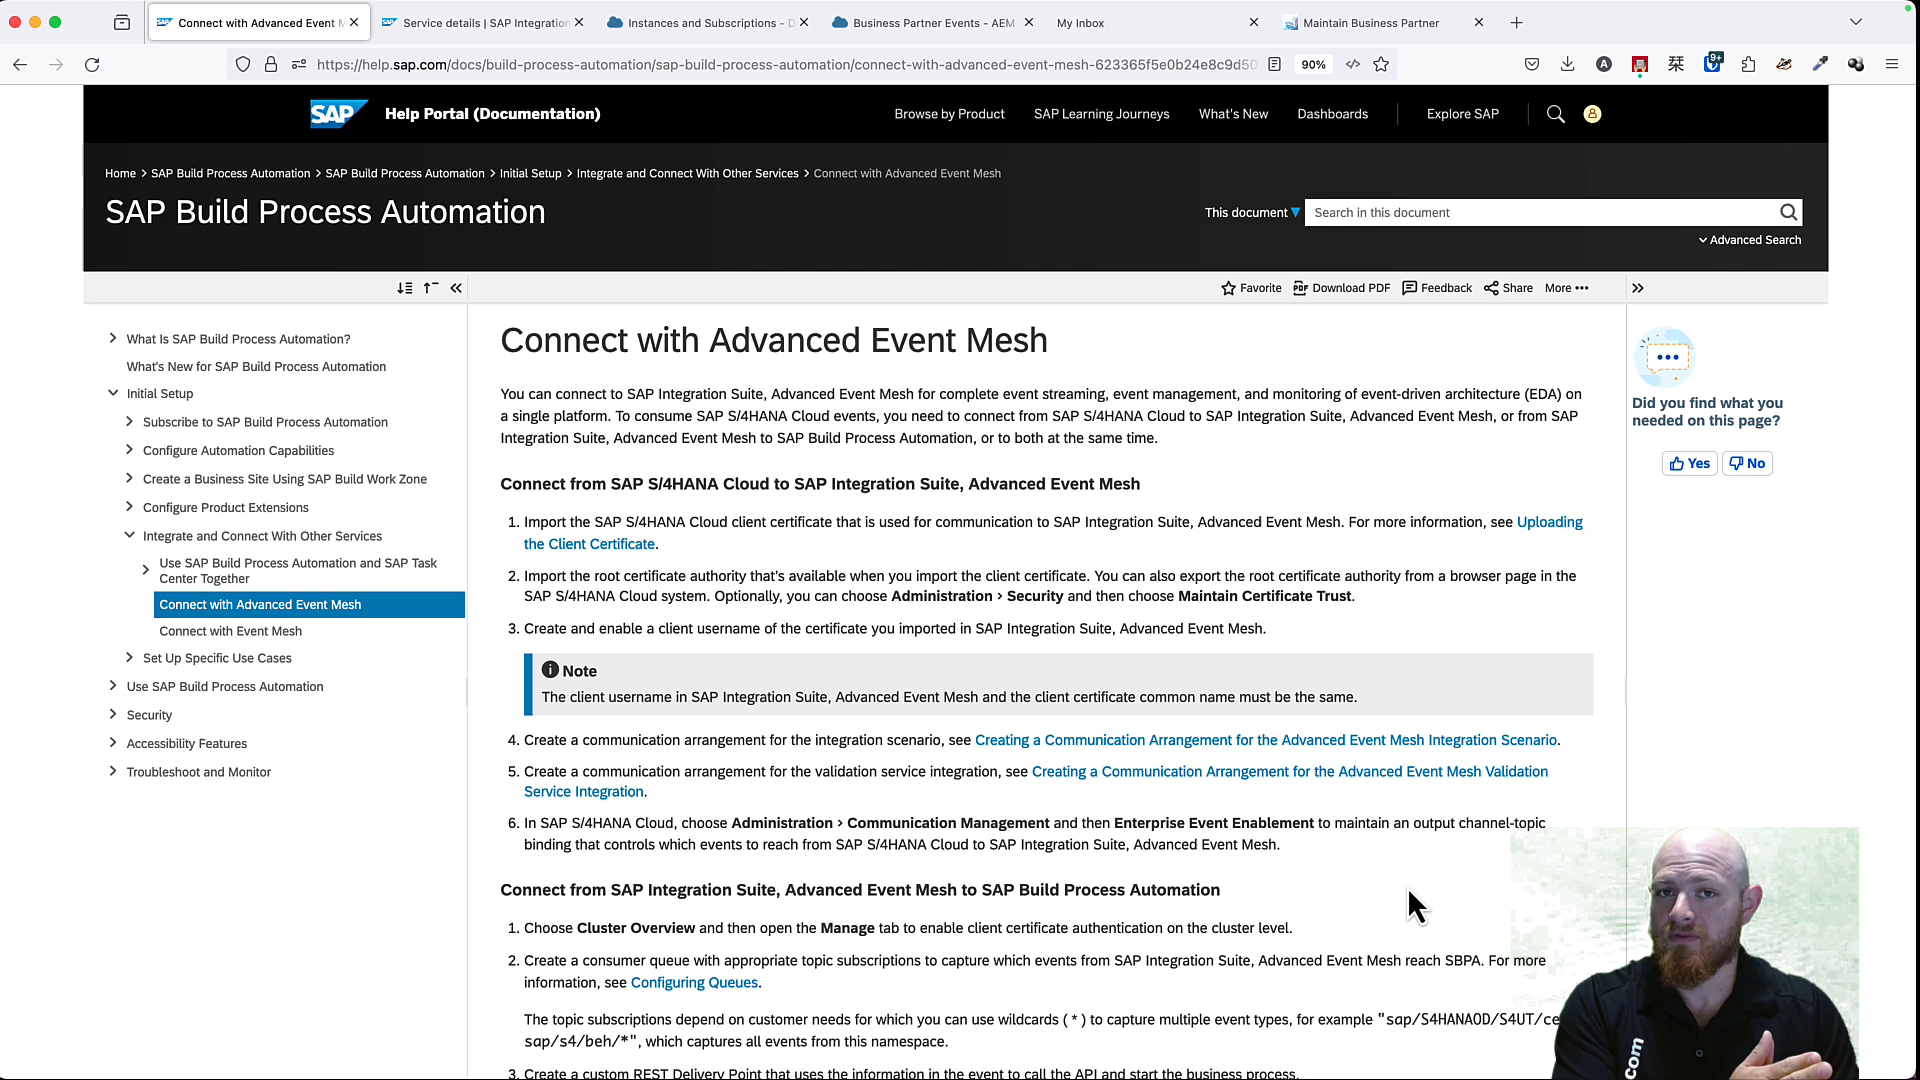 Connect with Advanced Event M
Service details | SAP Integration
Instances and Subscriptions - D
Business Partner Events - AEM
My Inbox
Maintain Business Partner
https://help.sap.com/docs/build-process-automation/sap-build-process-automation/connect-with-advanced-event-mesh-623365f5e0b24e8c9d50
90%
9+
SAP
Help Portal (Documentation)
Browse by Product
SAP Learning Journeys
What's New
Dashboards
Explore SAP
Home > SAP Build Process Automation > SAP Build Process Automation > Initial Setup > Integrate and Connect With Other Services > Connect with Advanced Event Mesh
SAP Build Process Automation
This document
Search in this document
Advanced Search
Favorite
PDF Download PDF
Feedback
Share
More •••
What Is SAP Build Process Automation?
What's New for SAP Build Process Automation
Initial Setup
Subscribe to SAP Build Process Automation
Configure Automation Capabilities
Create a Business Site Using SAP Build Work Zone
Configure Product Extensions
Integrate and Connect With Other Services
Use SAP Build Process Automation and SAP Task
Center Together
Connect with Advanced Event Mesh
Connect with Event Mesh
Set Up Specific Use Cases
Use SAP Build Process Automation
Security
Accessibility Features
Troubleshoot and Monitor
Connect with Advanced Event Mesh
You can connect to SAP Integration Suite, Advanced Event Mesh for complete event streaming, event management, and monitoring of event-driven architecture (EDA) on
a single platform. To consume SAP S/4HANA Cloud events, you need to connect from SAP S/4HANA Cloud to SAP Integration Suite, Advanced Event Mesh, or from SAP
Integration Suite, Advanced Event Mesh to SAP Build Process Automation, or to both at the same time.
Connect from SAP S/4HANA Cloud to SAP Integration Suite, Advanced Event Mesh
1. Import the SAP S/4HANA Cloud client certificate that is used for communication to SAP Integration Suite, Advanced Event Mesh. For more information, see Uploading
the Client Certificate.
2. Import the root certificate authority that's available when you import the client certificate. You can also export the root certificate authority from a browser page in the
SAP S/4HANA Cloud system. Optionally, you can choose Administration > Security and then choose Maintain Certificate Trust.
3. Create and enable a client username of the certificate you imported in SAP Integration Suite, Advanced Event Mesh.
Note
The client username in SAP Integration Suite, Advanced Event Mesh and the client certificate common name must be the same.
4. Create a communication arrangement for the integration scenario, see Creating a Communication Arrangement for the Advanced Event Mesh Integration Scenario.
5. Create a communication arrangement for the validation service integration, see Creating a Communication Arrangement for the Advanced Event Mesh Validation
Service Integration.
6. In SAP S/4HANA Cloud, choose Administration > Communication Management and then Enterprise Event Enablement to maintain an output channel-topic
binding that controls which events to reach from SAP S/4HANA Cloud to SAP Integration Suite, Advanced Event Mesh.
Connect from SAP Integration Suite, Advanced Event Mesh to SAP Build Process Automation
1. Choose Cluster Overview and then open the Manage tab to enable client certificate authentication on the cluster level.
2. Create a consumer queue with appropriate topic subscriptions to capture which events from SAP Integration Suite, Advanced Event Mesh reach SBPA. For more
information, see Configuring Queues.
The topic subscriptions depend on customer needs for which you can use wildcards ( * ) to capture multiple event types, for example "sap/S4HANAOD/S4UT/ce
sap/s4/beh/*", which captures all events from this namespace.
3. Create a custom REST Delivery Point that uses the information in the event to call the API and start the business process.
Did you find what you
needed on this page?
Yes
No
com